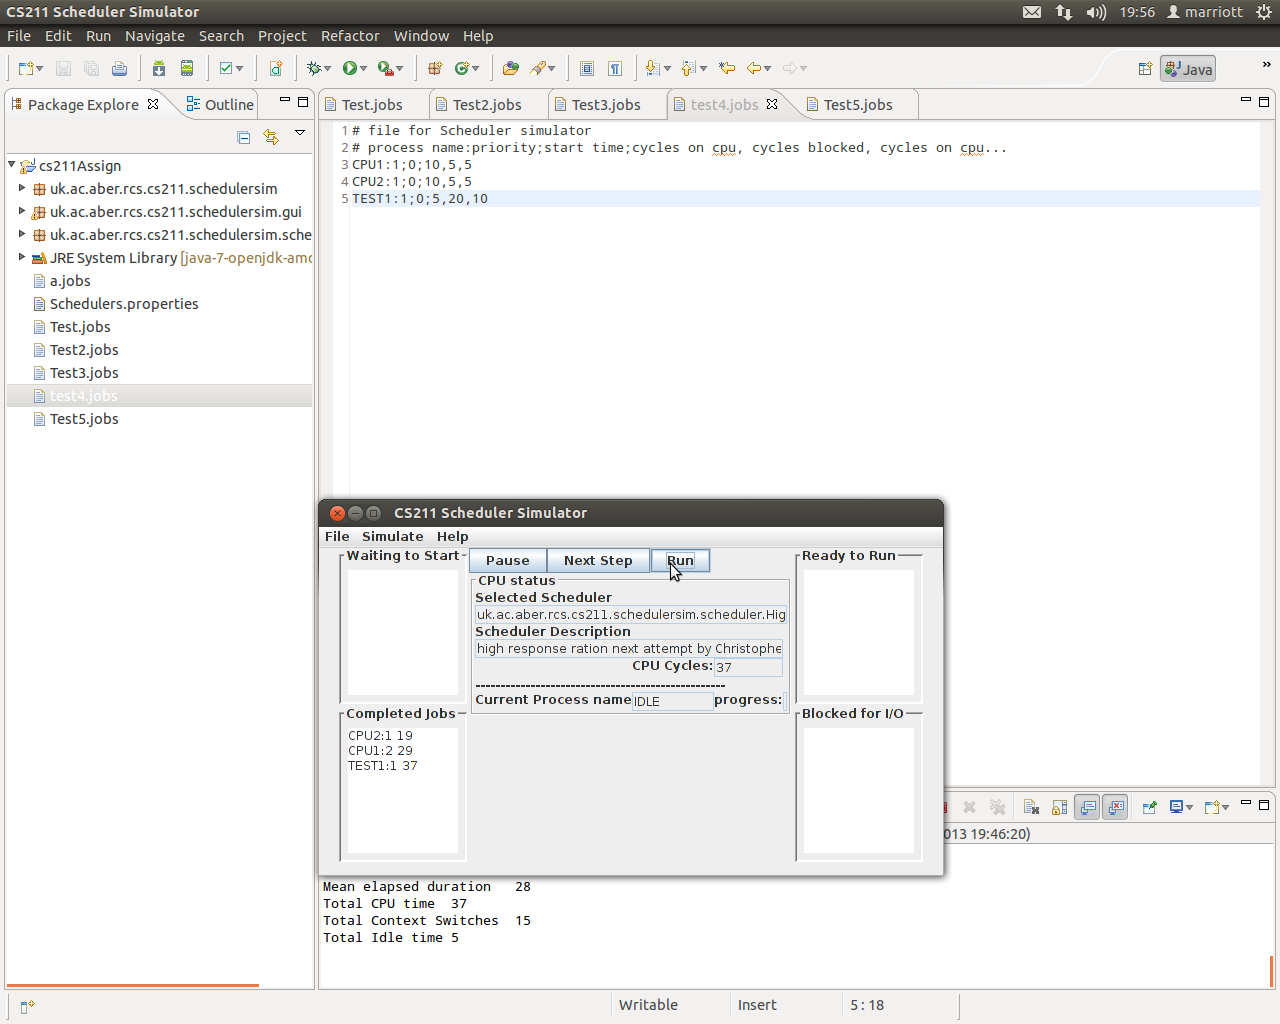 CS211 Scheduler Simulator
19:56 marriott
File Edit Run Navigate Search Project Refactor Window Help
Java
Package Explore Outline
cs211Assign
uk.ac.aber.rcs.cs211.schedulersim
uk.ac.aber.rcs.cs211.schedulersim.gui
uk.ac.aber.rcs.cs211.schedulersim.sche
JRE System Library [java-7-openjdk-amd
a.jobs
Schedulers.properties
Test.jobs
Test2.jobs
Test3.jobs
test4.jobs
Test5.jobs
Test.jobs Test2.jobs Test3.jobs test4.jobs Test5.jobs
1 # file for Scheduler simulator
2 # process name:priority;start time;cycles on cpu, cycles blocked, cycles on cpu...
3 CPU1:1;0;10,5,5
4 CPU2:1;0;10,5,5
5 TEST1:1;0;5,20,10
CS211 Scheduler Simulator
File Simulate Help
Waiting to Start
Pause Next Step Run
Ready to Run
CPU status
Selected Scheduler
uk.ac.aber.rcs.cs211.schedulersim.scheduler.Hig
Scheduler Description
high response ration next attempt by Christophe
CPU Cycles: 37
--------------------------------------------------
Current Process name IDLE progress:
Completed Jobs
CPU2:1 19
CPU1:2 29
TEST1:1 37
Blocked for I/O
013 19:46:20)
Mean elapsed duration 28
Total CPU time 37
Total Context Switches 15
Total Idle time 5
Writable Insert 5 : 18